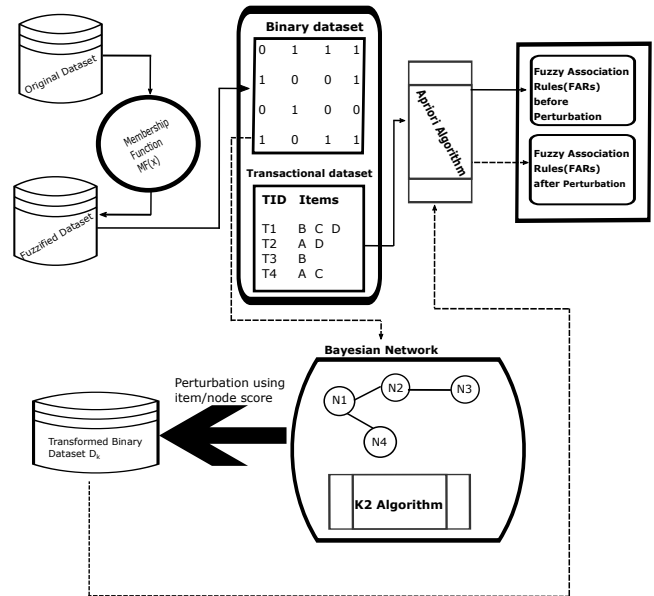 Original Dataset
Membership
Function
MF(x)
Fuzzified Dataset
Binary dataset
0 1 1 1
1 0 0 1
0 1 0 0
1 0 1 1
Transactional dataset
TID Items
T1 B C D
T2 A D
T3 B
T4 A C
Apriori Algorithm
Fuzzy Association
Rules(FARs)
before
Perturbation
Fuzzy Association
Rules(FARs)
after Perturbation
Bayesian Network
N1
N2
N3
N4
K2 Algorithm
Perturbation using
item/node score
Transformed Binary
Dataset Dk